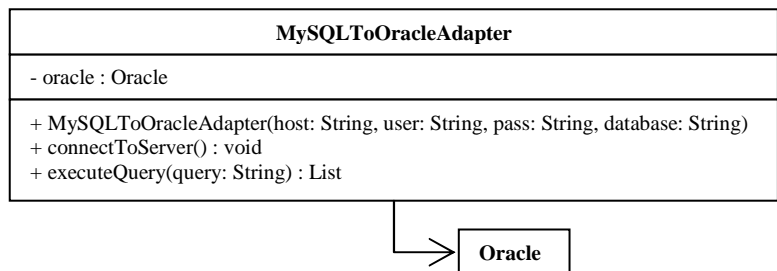 MySQLToOracleAdapter
- oracle : Oracle
+ MySQLToOracleAdapter(host: String, user: String, pass: String, database: String)
+ connectToServer() : void
+ executeQuery(query: String) : List
Oracle